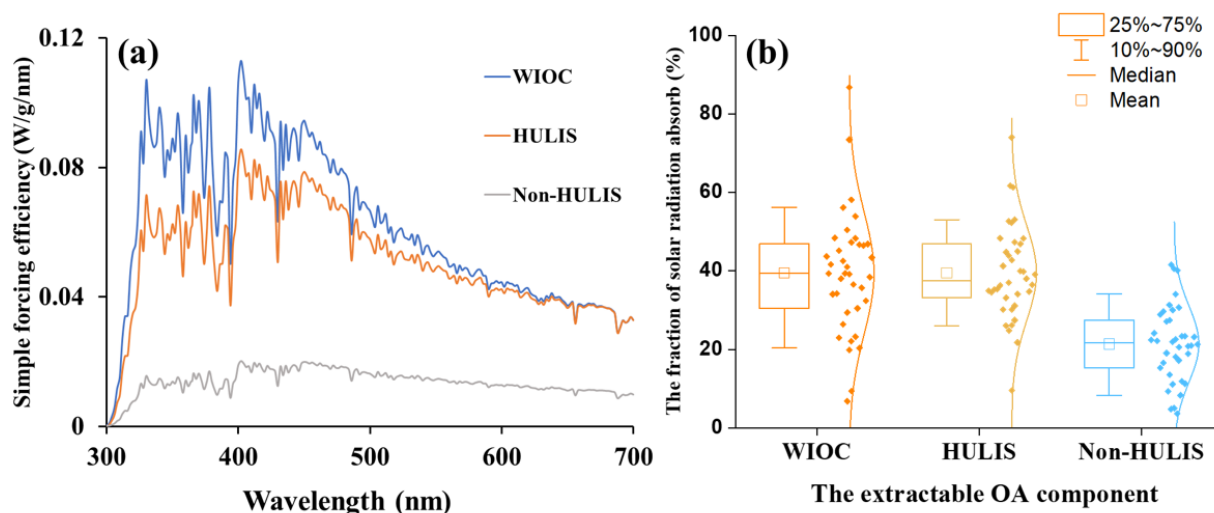 (a)
Simple forcing efficiency (W/g/nm)
0.12
0.08
0.04
0
WIOC
HULIS
Non-HULIS
300
400
500
600
700
Wavelength (nm)
(b)
The fraction of solar radiation absorb (%)
100
80
60
40
20
0
25%~75%
10%~90%
Median
Mean
WIOC
HULIS
Non-HULIS
The extractable OA component